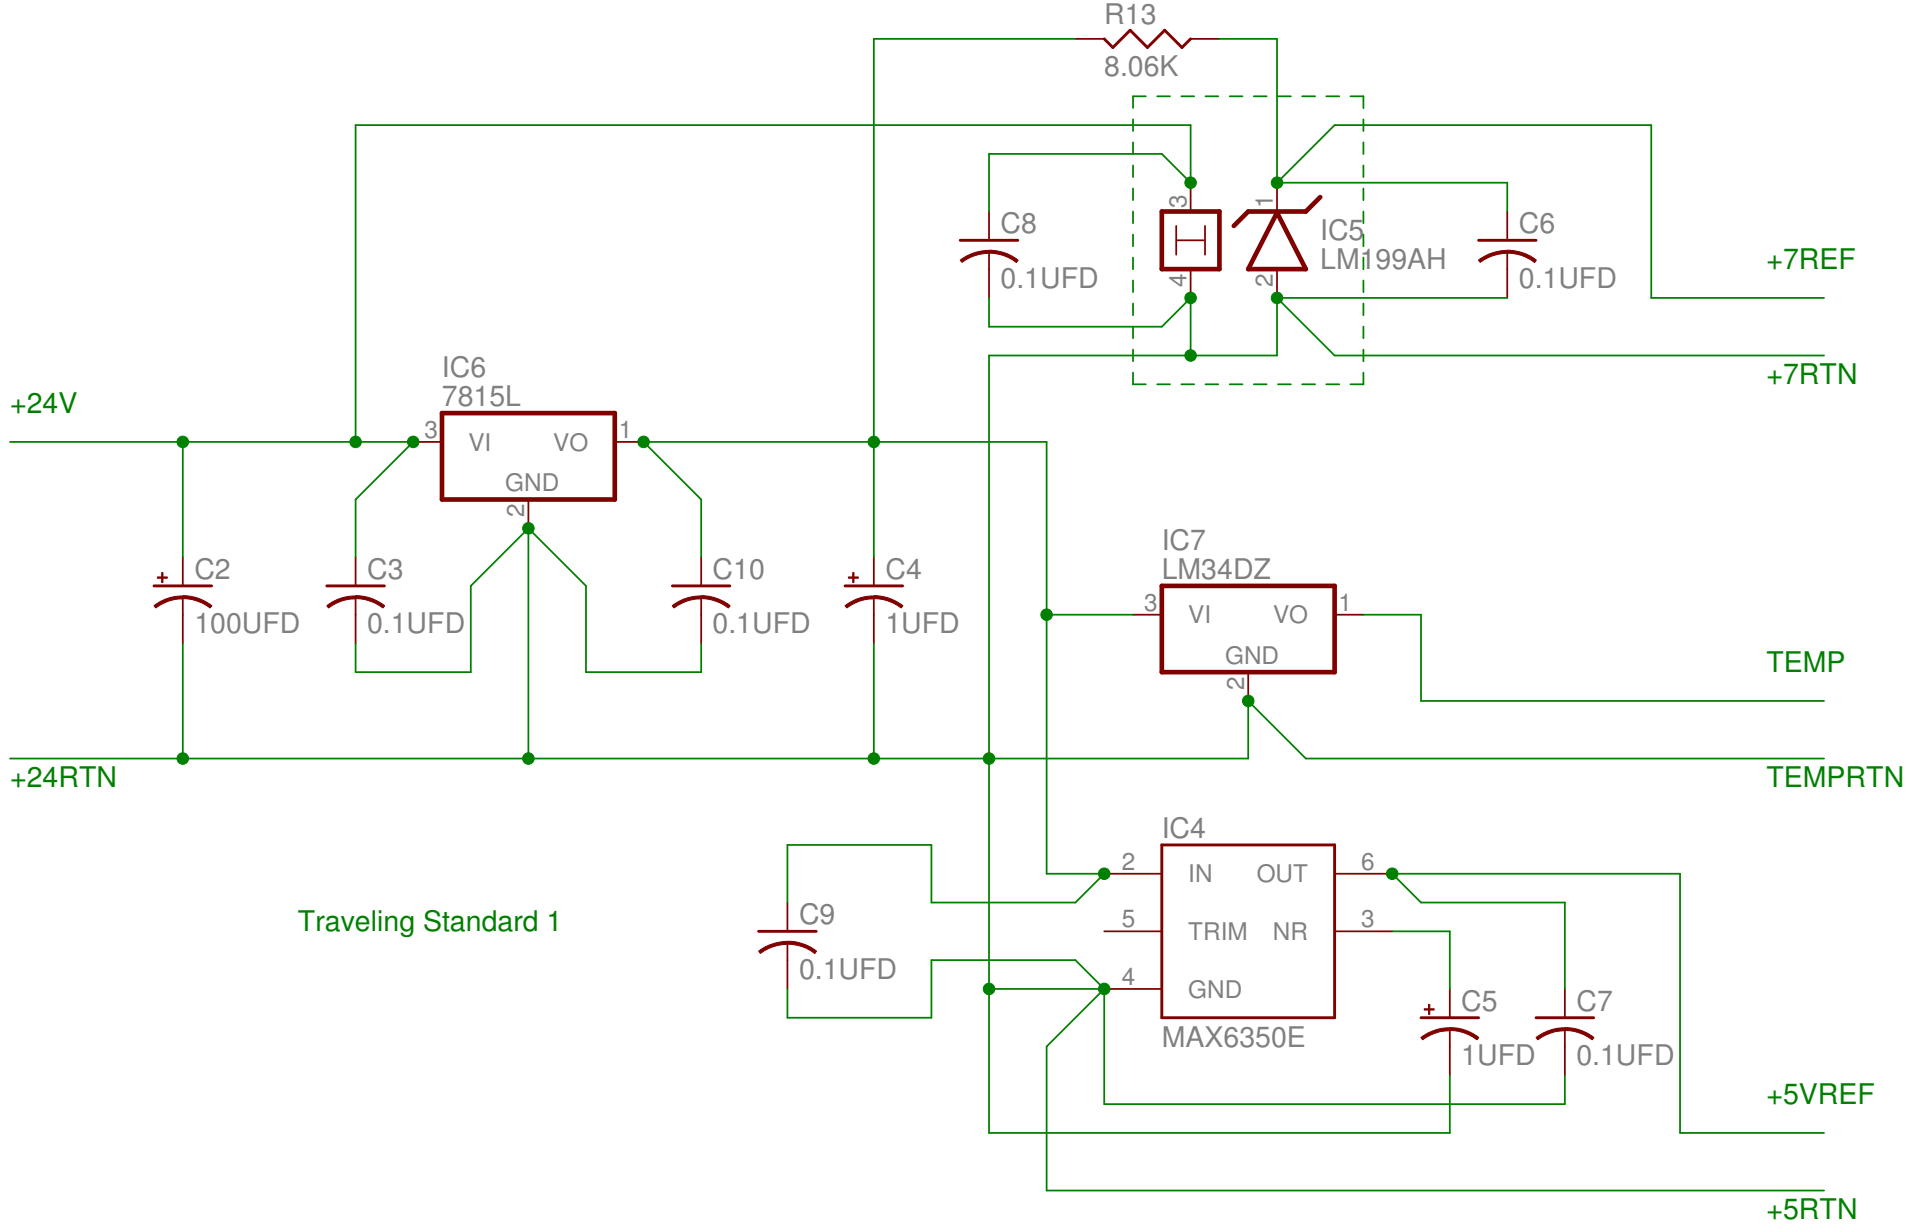 R13
8.06K
3
1
C8
0.1UFD
H
IC5
LM199AH
C6
0.1UFD
4
2
+7REF
+7RTN
IC6
7815L
+24V
3
VI
VO
1
GND
2
C2
100UFD
C3
0.1UFD
C10
0.1UFD
+
C4
1UFD
+
IC7
LM34DZ
3
VI
VO
1
GND
2
TEMP
TEMPRTN
+24RTN
IC4
2
IN
OUT
6
5
TRIM
NR
3
4
GND
MAX6350E
C9
0.1UFD
Traveling Standard 1
+
C5
1UFD
C7
0.1UFD
+5VREF
+5RTN